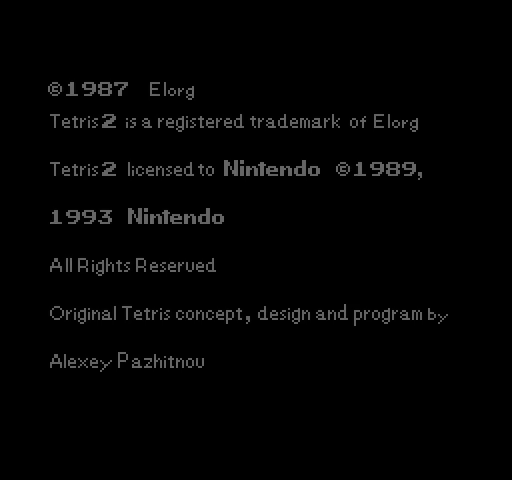 ©1987 Elorg
Tetris2 is a registered trademark of Elorg
Tetris2 licensed to Nintendo ©1989,
1993 Nintendo
All Rights Reserved
Original Tetris concept, design and program by
Alexey Pazhitnov